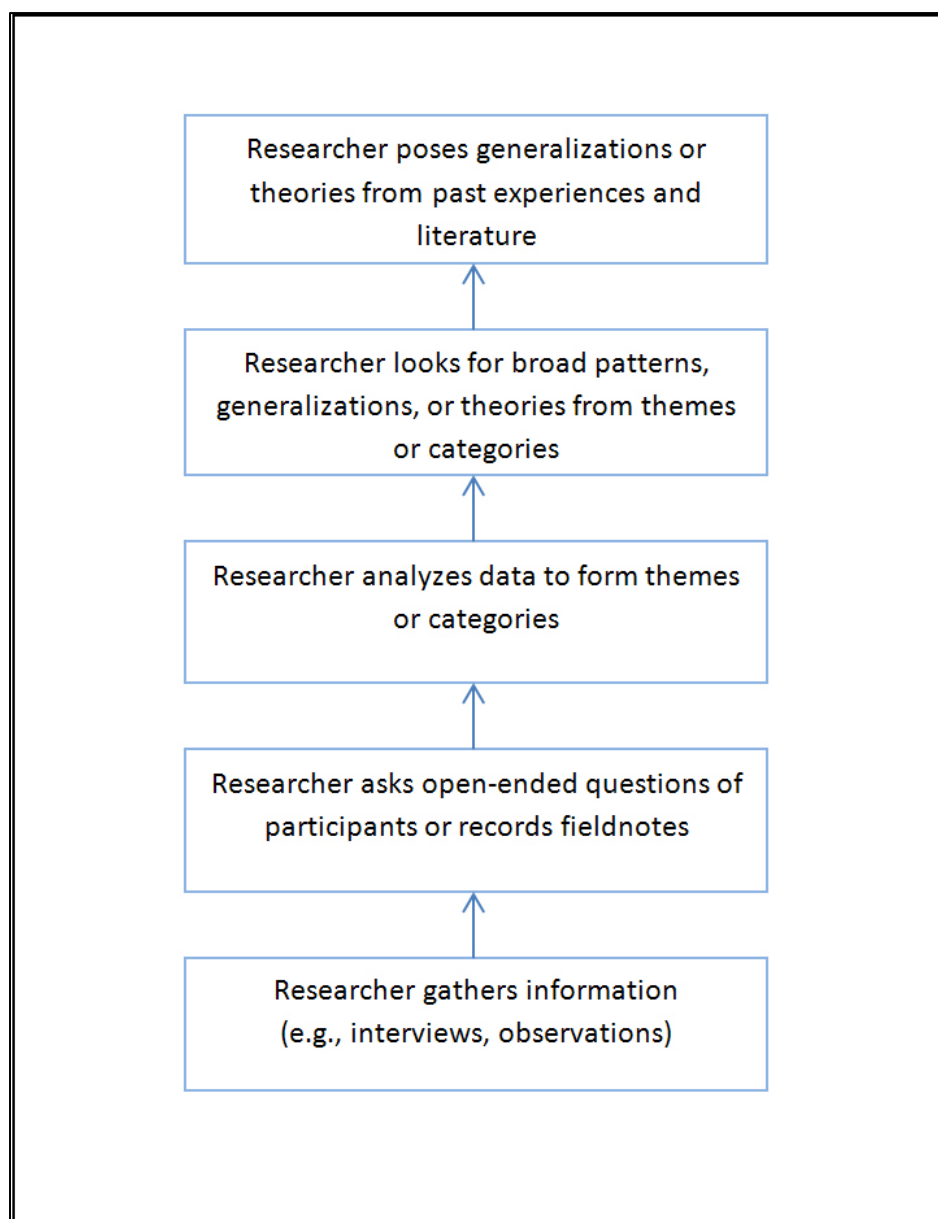 Researcher poses generalizations or
theories from past experiences and
literature
Researcher looks for broad patterns,
generalizations, or theories from themes
or categories
Researcher analyzes data to form themes
or categories
Researcher asks open-ended questions of
participants or records fieldnotes
Researcher gathers information
(e.g., interviews, observations)